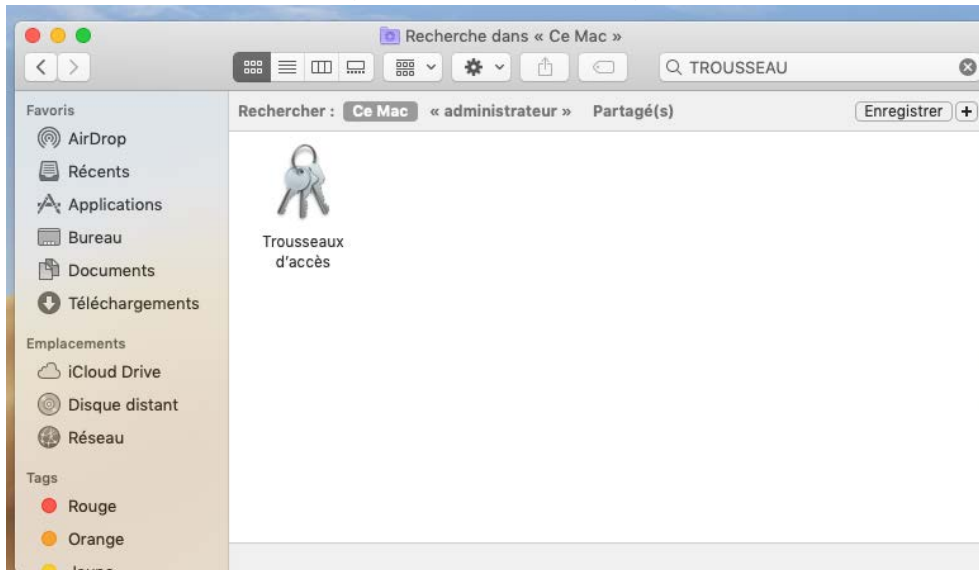 Recherche dans « Ce Mac »
TROUSSEAU
Favoris
AirDrop
Récents
Applications
Bureau
Documents
Téléchargements
Emplacements
iCloud Drive
Disque distant
Réseau
Tags
Rouge
Orange
Jaune
Rechercher : Ce Mac « administrateur » Partagé(s) Enregistrer +
Trousseaux
d'accès